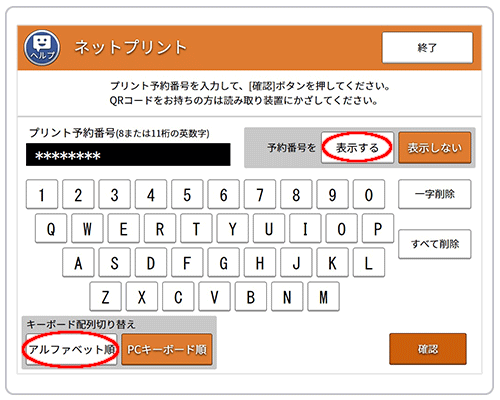 ヘルプ
ネットプリント
終了
プリント予約番号を入力して、[確認]ボタンを押してください。
QRコードをお持ちの方は読み取り装置にかざしてください。
プリント予約番号(8または11桁の英数字)
********
予約番号を 表示する 表示しない
1 2 3 4 5 6 7 8 9 0
一字削除
Q W E R T Y U I O P
すべて削除
A S D F G H J K L
Z X C V B N M
キーボード配列切り替え
アルファベット順 PCキーボード順
確認